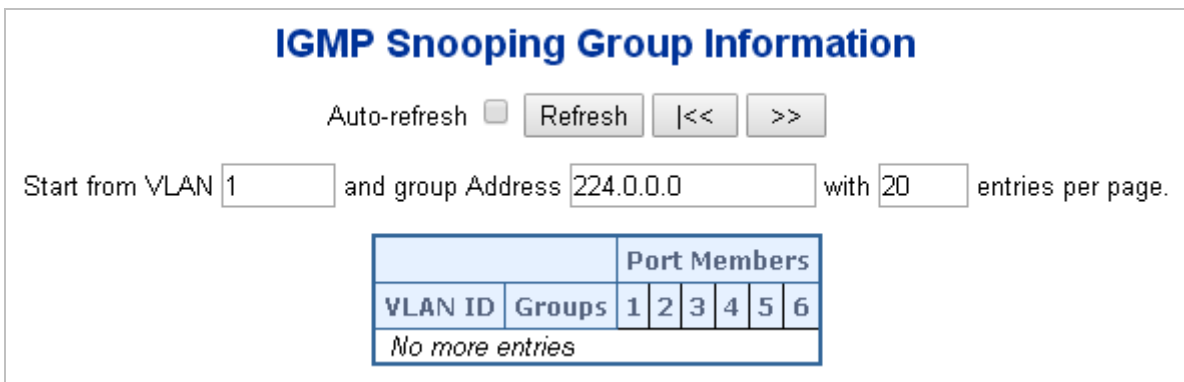 IGMP Snooping Group Information
Auto-refresh Refresh |<< >>
Start from VLAN 1 and group Address 224.0.0.0 with 20 entries per page.
Port Members
VLAN ID Groups 1 2 3 4 5 6
No more entries